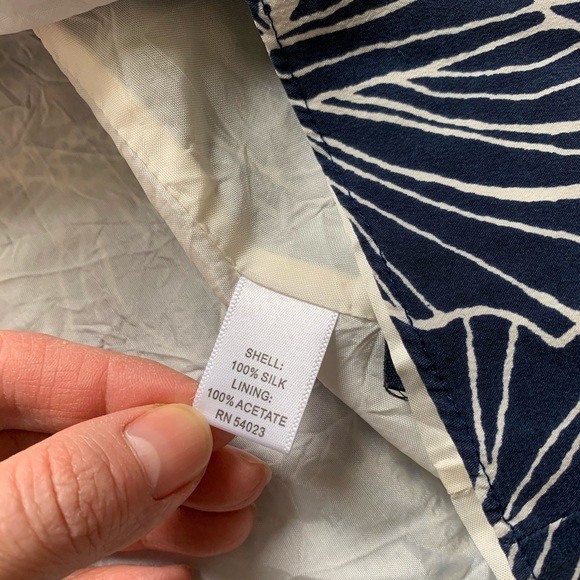 SHELL:
100% SILK
LINING:
100% ACETATE
RN 54023